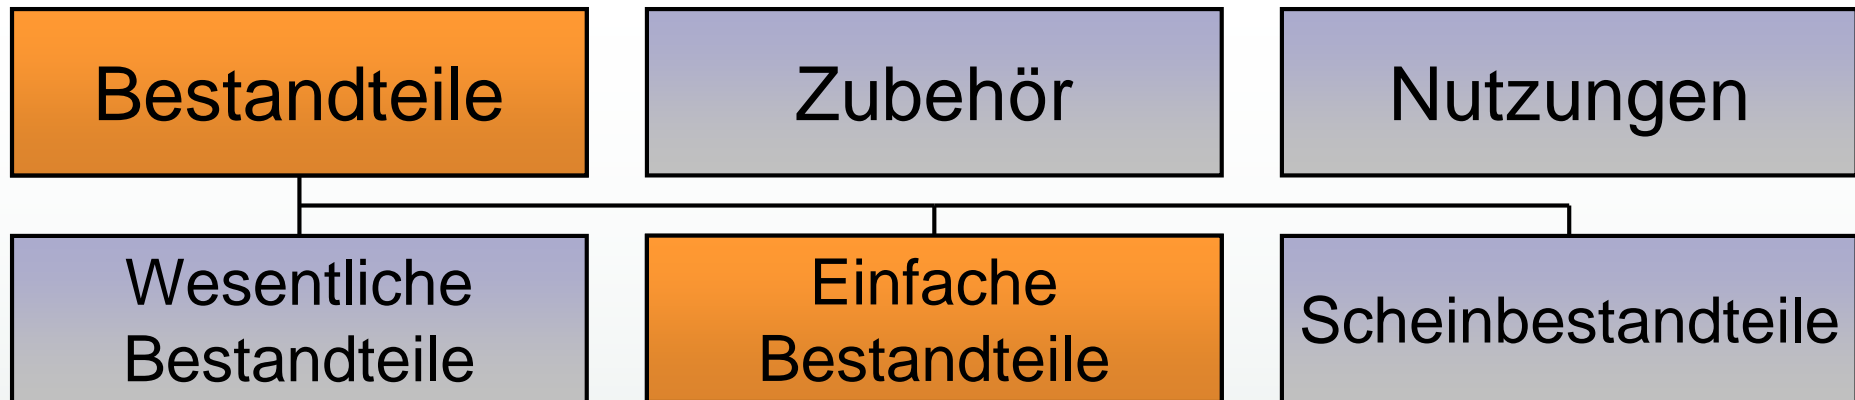 Bestandteile
Zubehör
Nutzungen
Wesentliche
Bestandteile
Einfache
Bestandteile
Scheinbestandteile